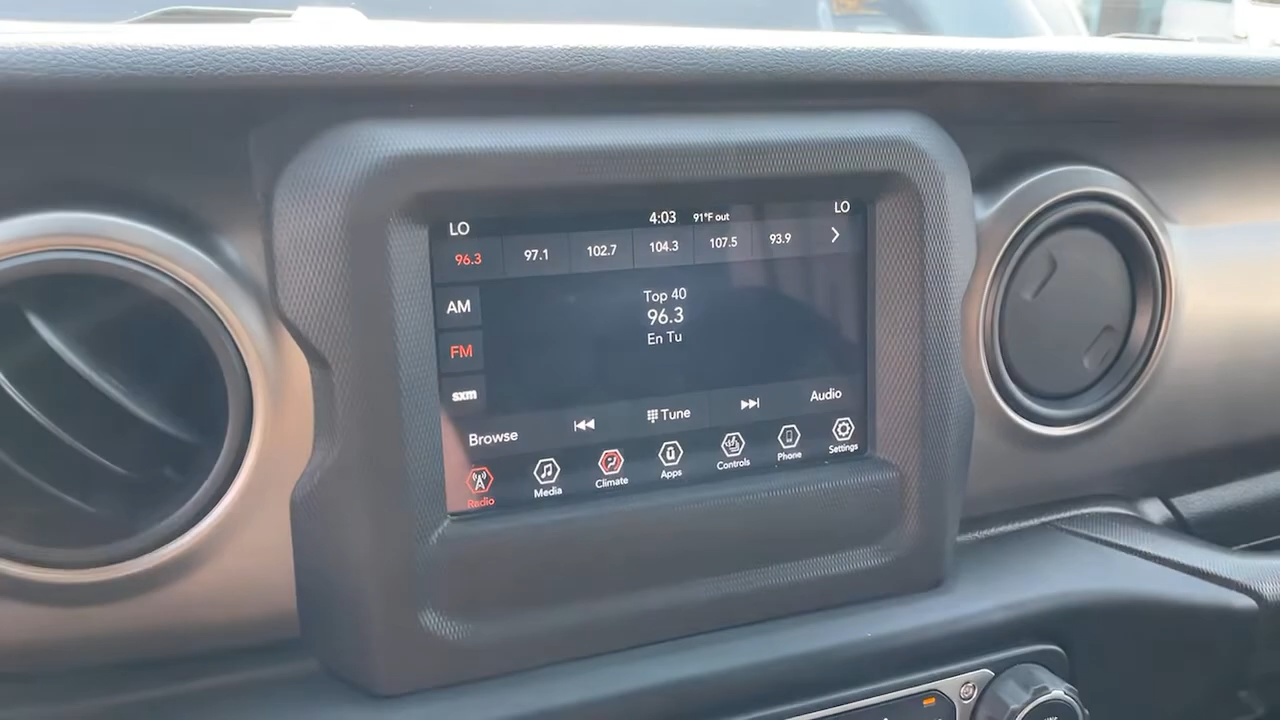 LO 4:03 91°F out LO
96.3 97.1 102.7 104.3 107.5 93.9
AM
FM
sxm
Top 40
96.3
En Tu
Browse Tune Audio
Radio Media Climate Apps Controls Phone Settings